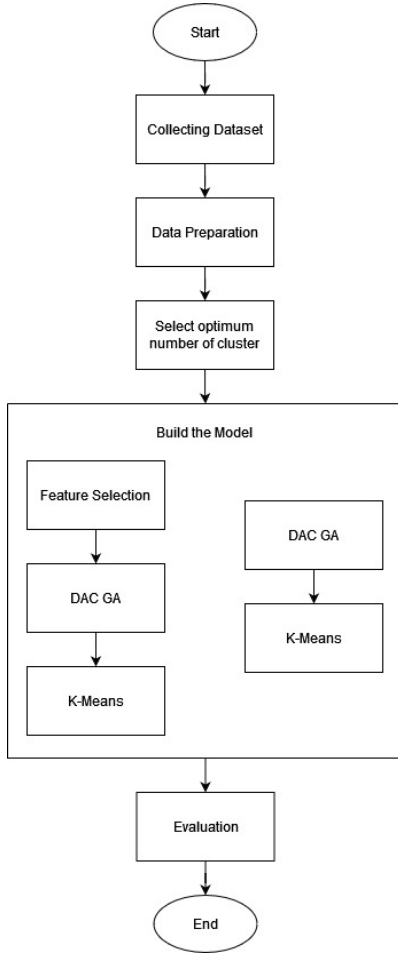 Start
Collecting Dataset
Data Preparation
Select optimum
number of cluster
Build the Model
Feature Selection
DAC GA
K-Means
DAC GA
K-Means
Evaluation
End